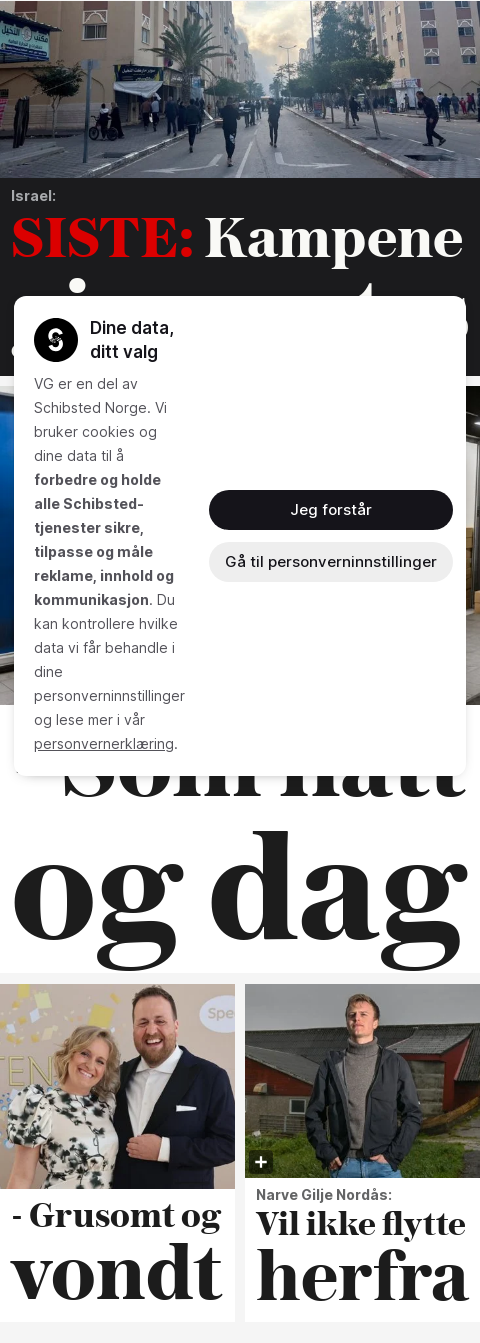 Israel:
SISTE: Kampene
Dine data,
ditt valg
VG er en del av
Schibsted Norge. Vi
bruker cookies og
dine data til å
forbedre og holde
alle Schibsted-
tjenester sikre,
tilpasse og måle
reklame, innhold og
kommunikasjon. Du
kan kontrollere hvilke
data vi får behandle i
dine
personverninnstillinger
og lese mer i vår
personvernerklæring.
Jeg forstår
Gå til personverninnstillinger
Som natt
og dag
Spe
TEN
- Grusomt og
vondt
Narve Gilje Nordås:
Vil ikke flytte
herfra